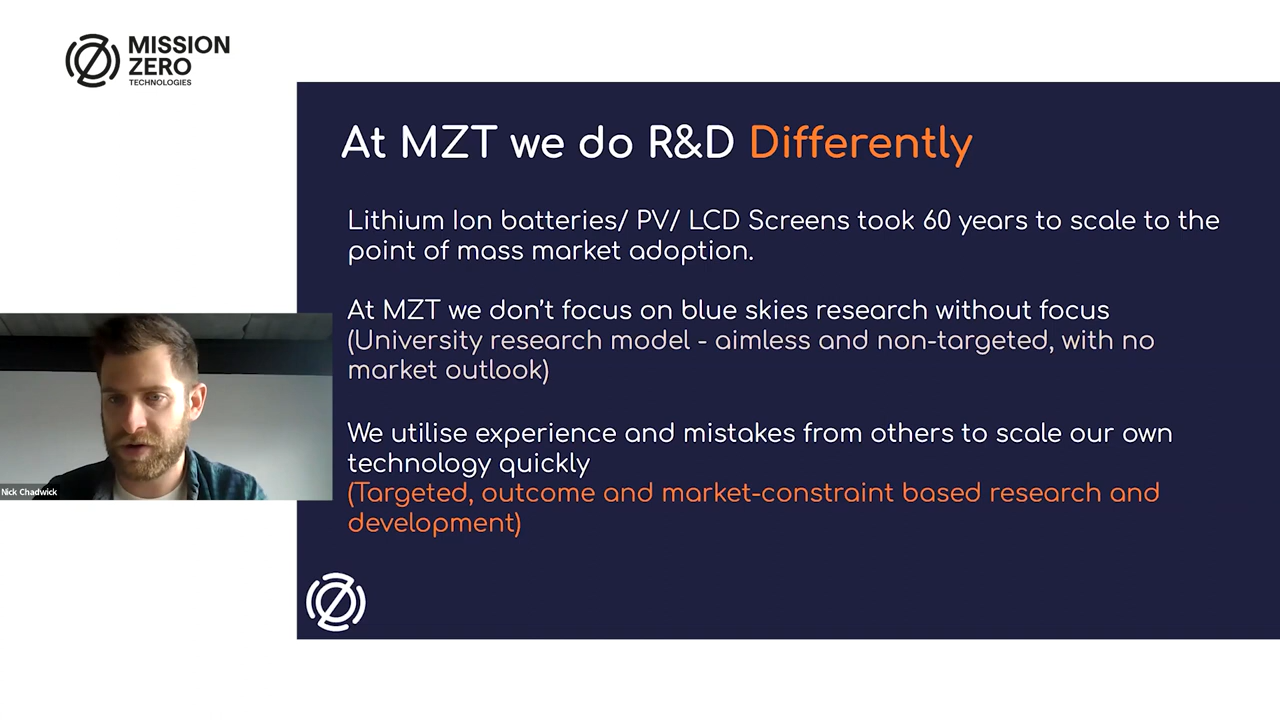 MISSION
ZERO
TECHNOLOGIES
At MZT we do R&D Differently
Lithium Ion batteries/ PV/ LCD Screens took 60 years to scale to the
point of mass market adoption.
At MZT we don't focus on blue skies research without focus
(University research model - aimless and non-targeted, with no
market outlook)
We utilise experience and mistakes from others to scale our own
technology quickly
(Targeted, outcome and market-constraint based research and
development)
Nick Chadwick